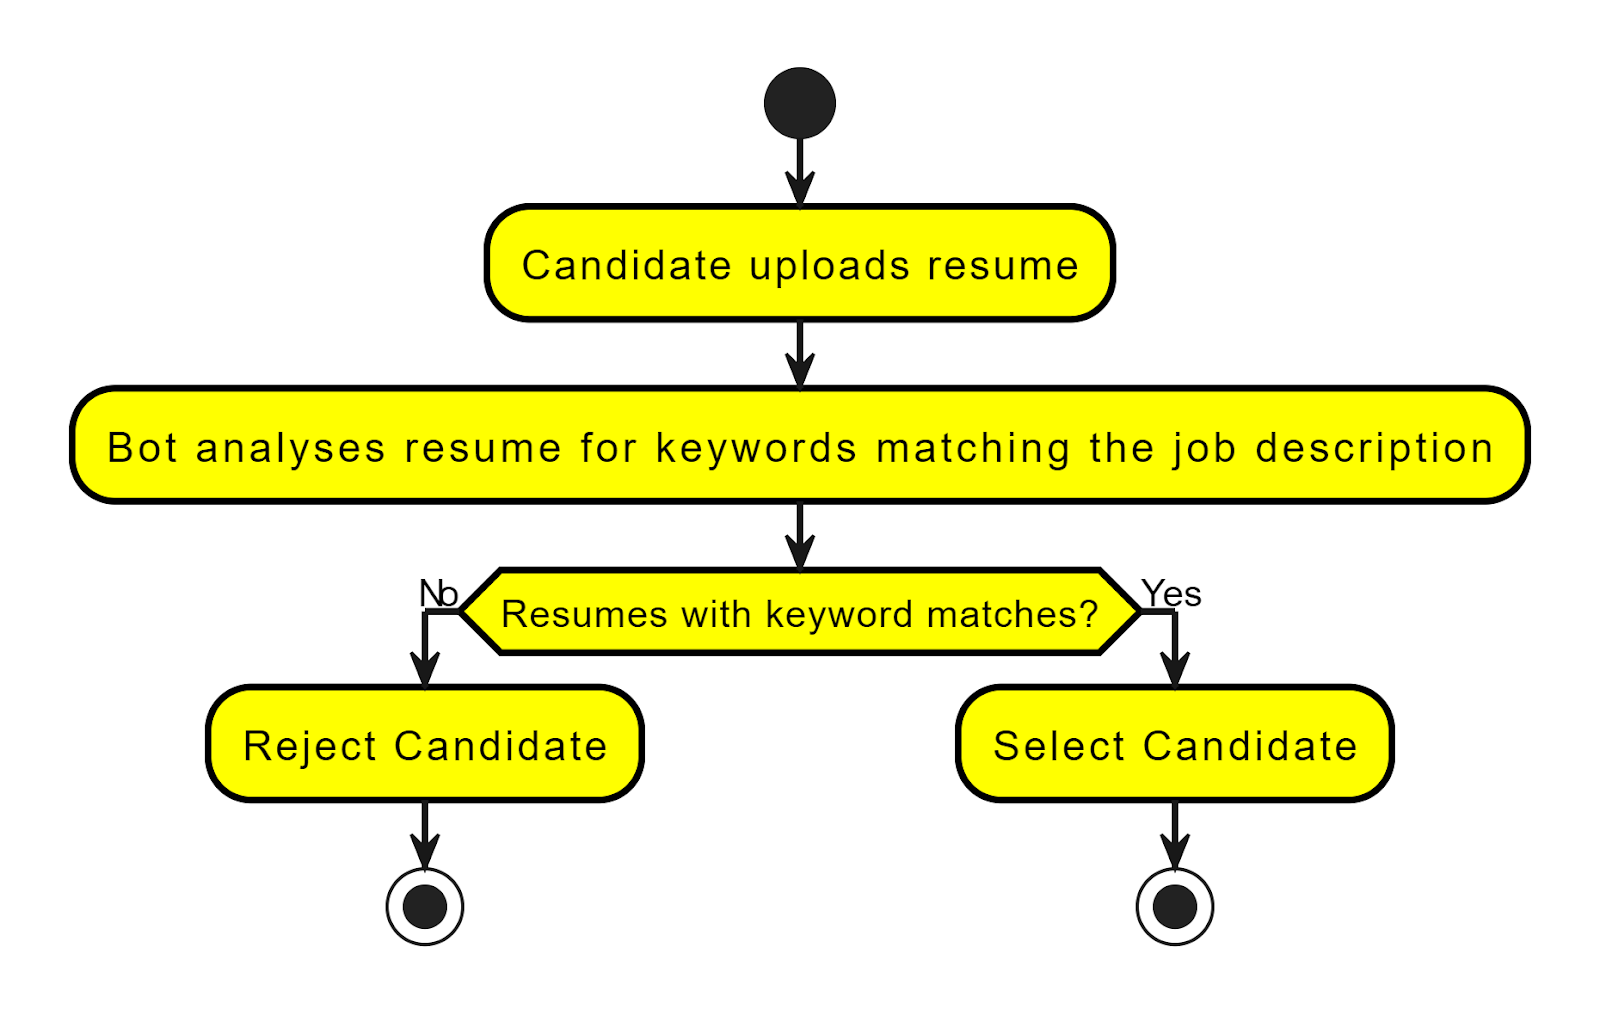 Candidate uploads resume
Bot analyses resume for keywords matching the job description
No
Resumes with keyword matches?
Yes
Reject Candidate
Select Candidate